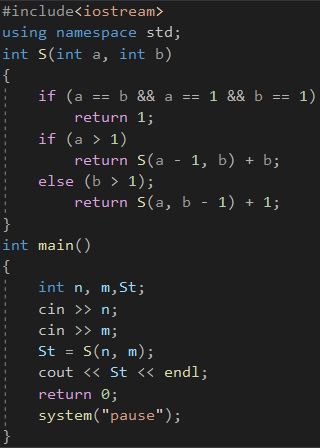 #include<iostream>
using namespace std;
int S(int a, int b)
{
if (a == b && a == 1 && b == 1)
return 1;
if (a > 1)
return S(a - 1, b) + b;
else (b > 1);
return S(a, b - 1) + 1;
}
int main()
{
int n, m,St;
cin >> n;
cin >> m;
St = S(n, m);
cout << St << endl;
return 0;
system("pause");
}